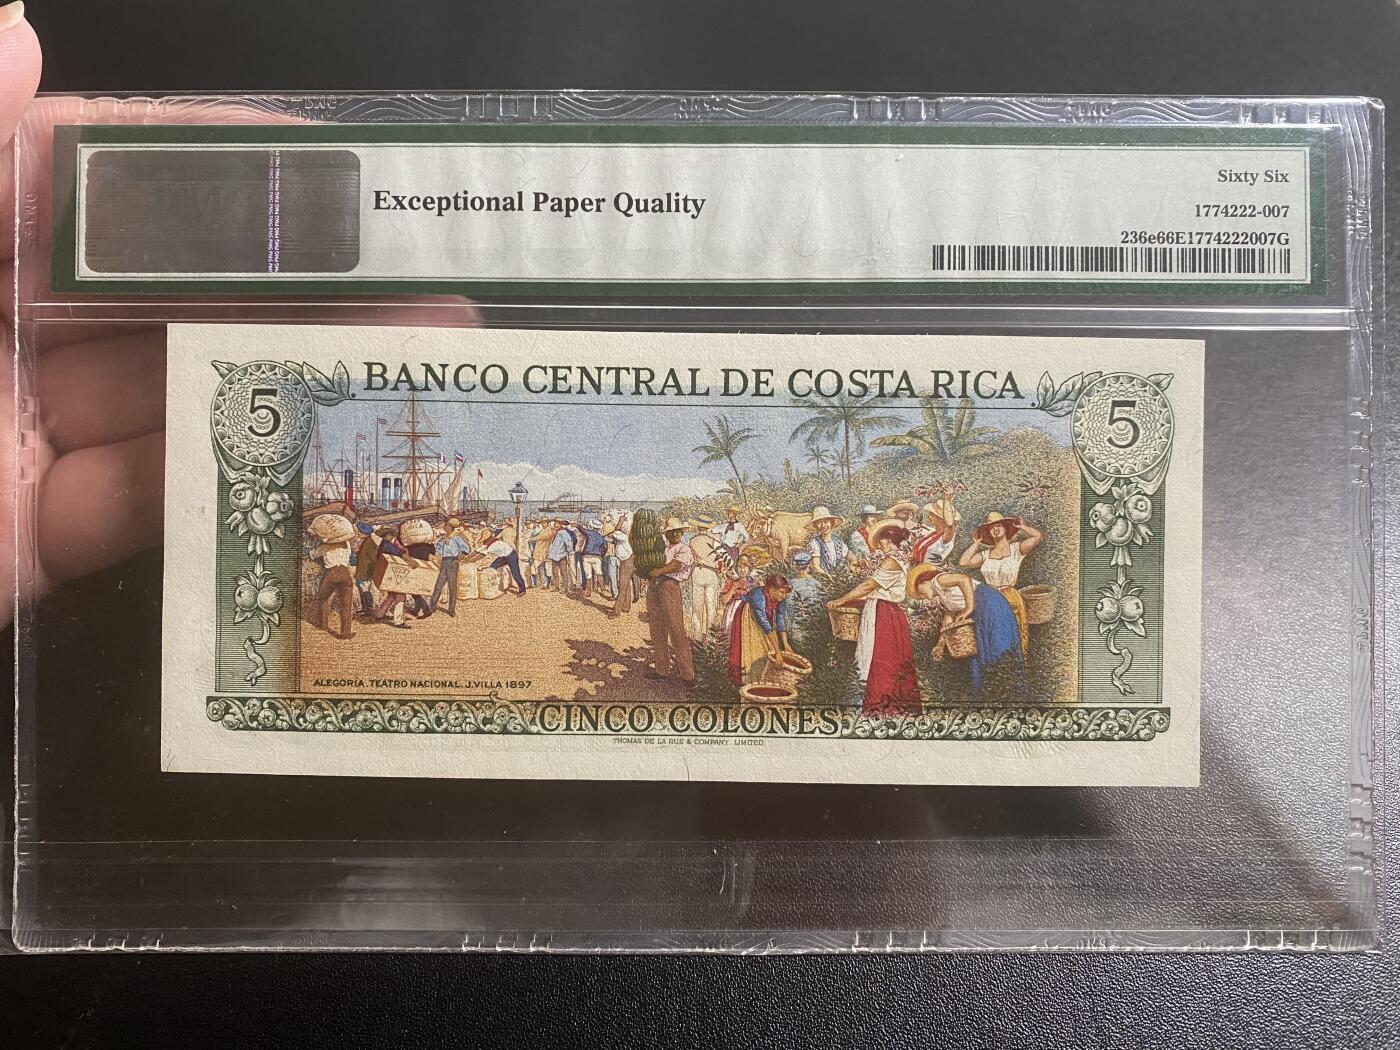 Exceptional Paper Quality
Sixty Six
1774222-007
236e66E1774222007G
BANCO CENTRAL DE COSTA RICA
5
5
ALEGORIA. TEATRO NACIONAL. J. VILLA 1897
CINCO COLONES
THOMAS DE LA RUE & COMPANY, LIMITED.